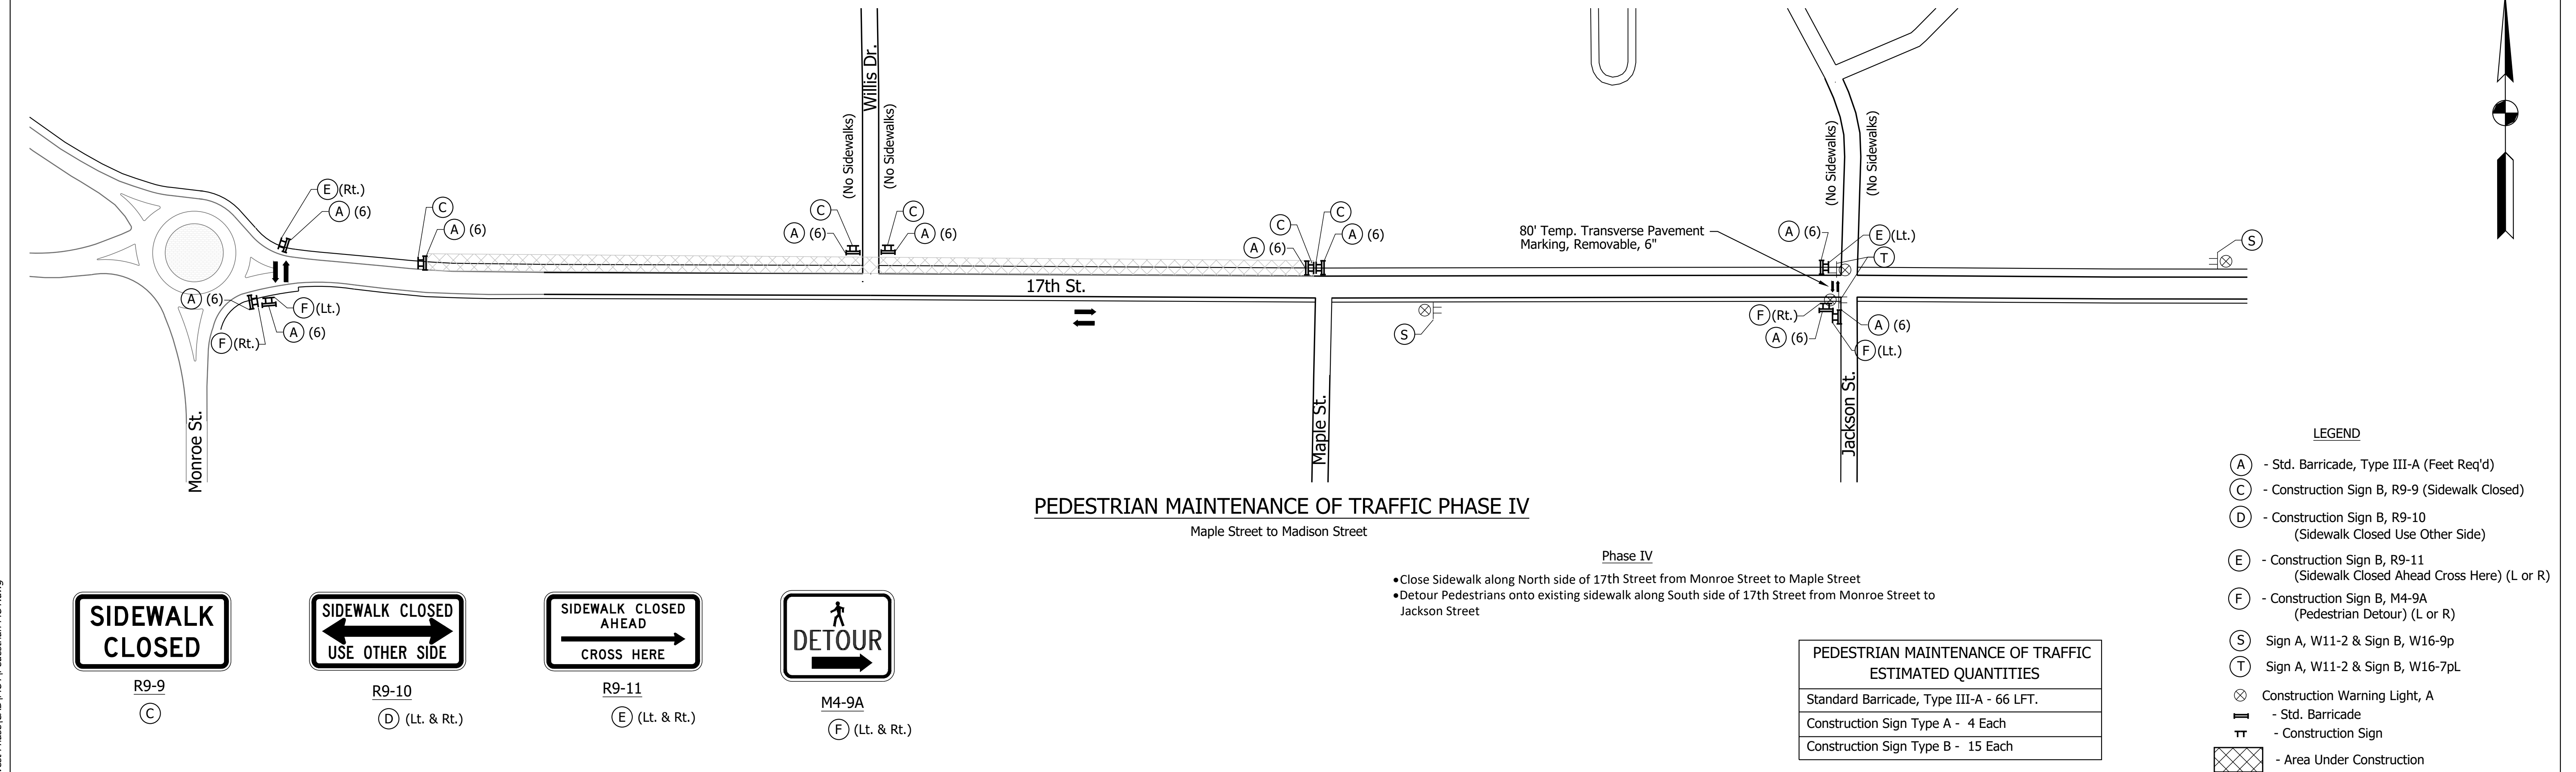 Willis Dr.
(No Sidewalks)
(No Sidewalks)
(No Sidewalks)
(No Sidewalks)
E (Rt.)
A (6)
C
A (6)
C
A (6)
C
A (6)
C
A (6)
C
A (6)
80' Temp. Transverse Pavement
Marking, Removable, 6"
A (6)
E (Lt.)
T
S
17th St.
A (6)
F (Lt.)
A (6)
F (Rt.)
S
F (Rt.)
A (6)
A (6)
F (Lt.)
Monroe St.
Maple St.
Jackson St.
PEDESTRIAN MAINTENANCE OF TRAFFIC PHASE IV
Maple Street to Madison Street
Phase IV
•Close Sidewalk along North side of 17th Street from Monroe Street to Maple Street
•Detour Pedestrians onto existing sidewalk along South side of 17th Street from Monroe Street to
Jackson Street
SIDEWALK
CLOSED
R9-9
C
SIDEWALK CLOSED
USE OTHER SIDE
R9-10
D (Lt. & Rt.)
SIDEWALK CLOSED
AHEAD
CROSS HERE
R9-11
E (Lt. & Rt.)
DETOUR
M4-9A
F (Lt. & Rt.)
PEDESTRIAN MAINTENANCE OF TRAFFIC
ESTIMATED QUANTITIES
Standard Barricade, Type III-A - 66 LFT.
Construction Sign Type A - 4 Each
Construction Sign Type B - 15 Each
LEGEND
A - Std. Barricade, Type III-A (Feet Req'd)
C - Construction Sign B, R9-9 (Sidewalk Closed)
D - Construction Sign B, R9-10
(Sidewalk Closed Use Other Side)
E - Construction Sign B, R9-11
(Sidewalk Closed Ahead Cross Here) (L or R)
F - Construction Sign B, M4-9A
(Pedestrian Detour) (L or R)
S Sign A, W11-2 & Sign B, W16-9p
T Sign A, W11-2 & Sign B, W16-7pL
Construction Warning Light, A
- Std. Barricade
- Construction Sign
- Area Under Construction